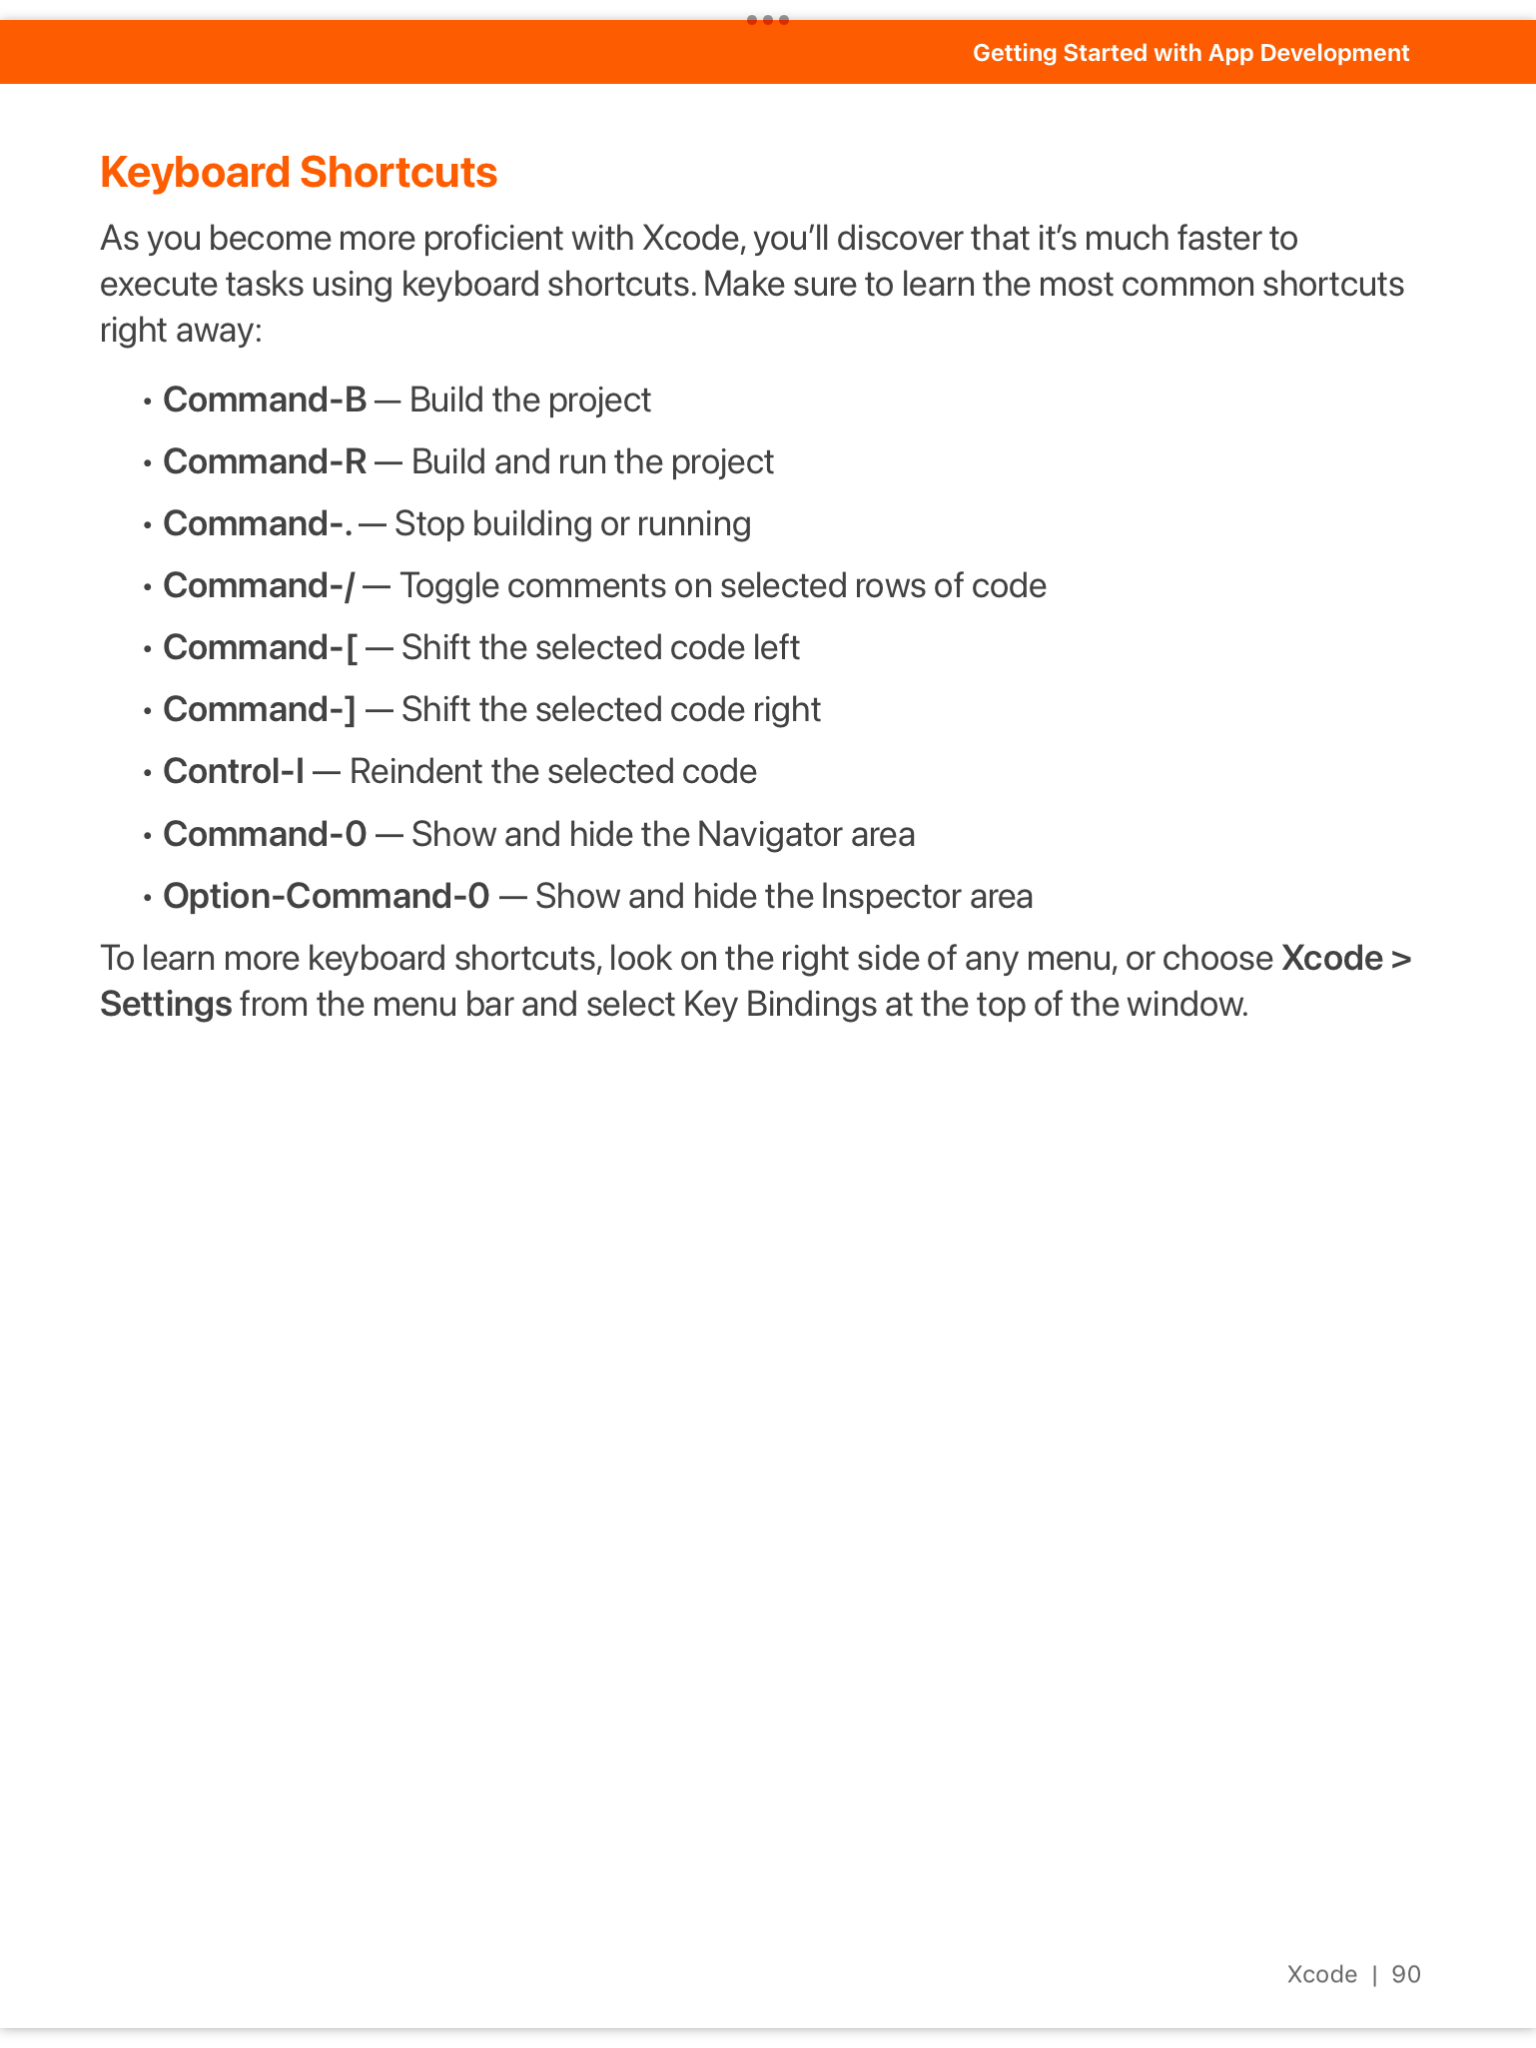 Getting Started with App Development
Keyboard Shortcuts
As you become more proficient with Xcode, you’ll discover that it’s much faster to
execute tasks using keyboard shortcuts. Make sure to learn the most common shortcuts
right away:
• Command-B — Build the project
• Command-R — Build and run the project
• Command-. — Stop building or running
• Command-/ — Toggle comments on selected rows of code
• Command-[ — Shift the selected code left
• Command-] — Shift the selected code right
• Control-I — Reindent the selected code
• Command-0 — Show and hide the Navigator area
• Option-Command-0 — Show and hide the Inspector area
To learn more keyboard shortcuts, look on the right side of any menu, or choose Xcode >
Settings from the menu bar and select Key Bindings at the top of the window.
Xcode | 90